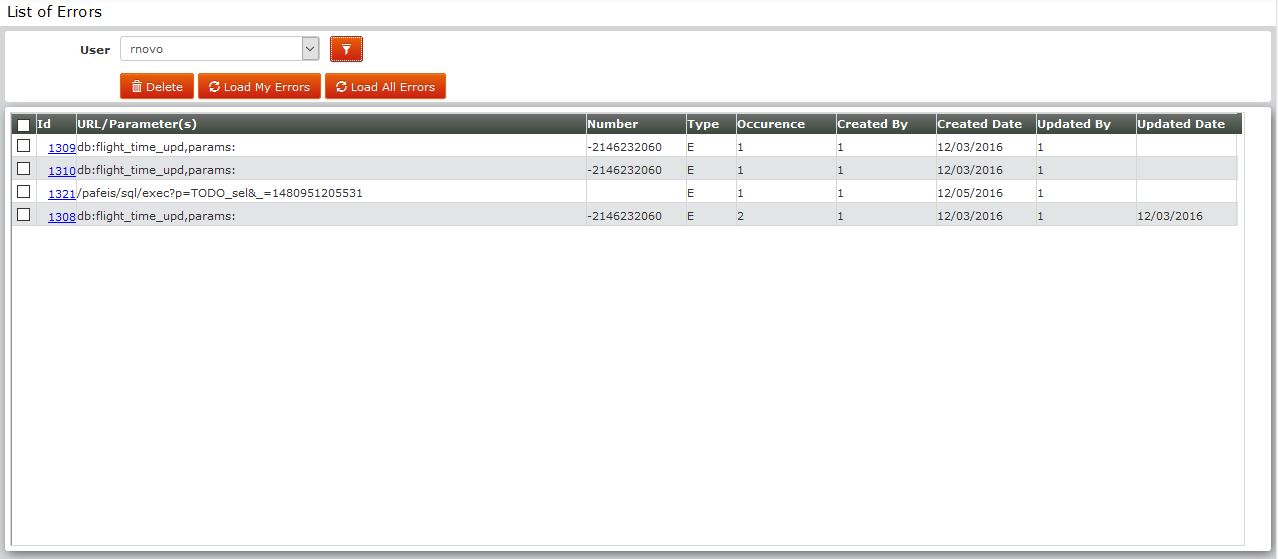 List of Errors
User rnovo
Delete Load My Errors Load All Errors
Id URL/Parameter(s) Number Type Occurence Created By Created Date Updated By Updated Date
1309 db:flight_time_upd,params: -2146232060 E 1 1 12/03/2016 1
1310 db:flight_time_upd,params: -2146232060 E 1 1 12/03/2016 1
1321 /pafeis/sql/exec?p=TODO_sel&_=1480951205531 E 1 1 12/05/2016 1
1308 db:flight_time_upd,params: -2146232060 E 2 1 12/03/2016 1 12/03/2016